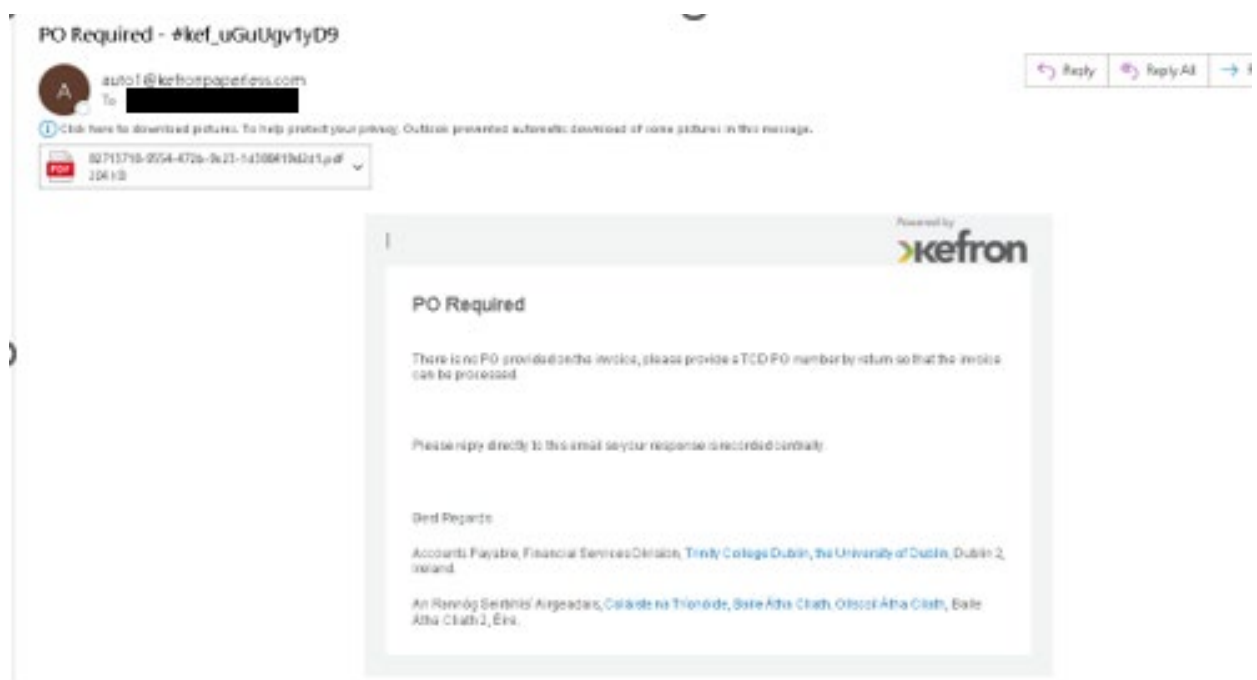 PO Required - #kef_uGuUgv1yD9
auto1@kefronpaperless.com
To
Reply
Reply All
Click here to download pictures. To help protect your privacy, Outlook prevented automatic download of some pictures in this message.
PDF
204 KB
Powered by
kefron
PO Required
There is no PO provided on the invoice, please provide a TCD PO number by return so that the invoice
can be processed.
Please reply directly to this email so your response is recorded centrally.
Best Regards
Accounts Payable, Financial Services Division, Trinity College Dublin, the University of Dublin, Dublin 2,
Ireland.
An Rannóg Seirbhísí Airgeadais, Coláiste na Tríonóide, Baile Átha Cliath, Ollscoil Átha Cliath, Baile
Átha Cliath 2, Éire.